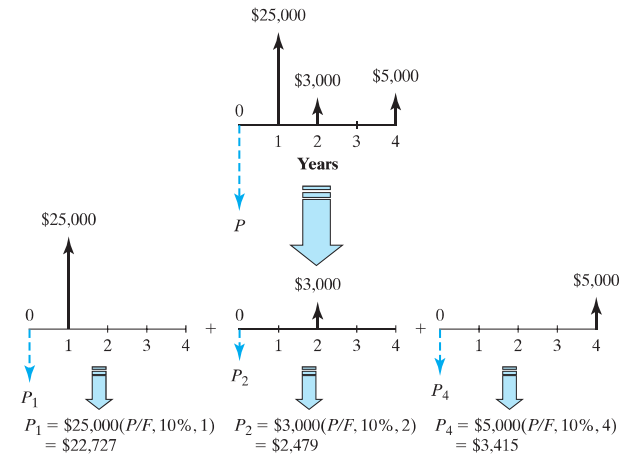 $25,000
$3,000
$5,000
0
1 2 3 4
Years
P
$25,000
0
1 2 3 4
P1
+
$3,000
0
1 2 3 4
P2
+
$5,000
0
1 2 3 4
P4
P1 = $25,000(P/F, 10%, 1)
= $22,727
P2 = $3,000(P/F, 10%, 2)
= $2,479
P4 = $5,000(P/F, 10%, 4)
= $3,415